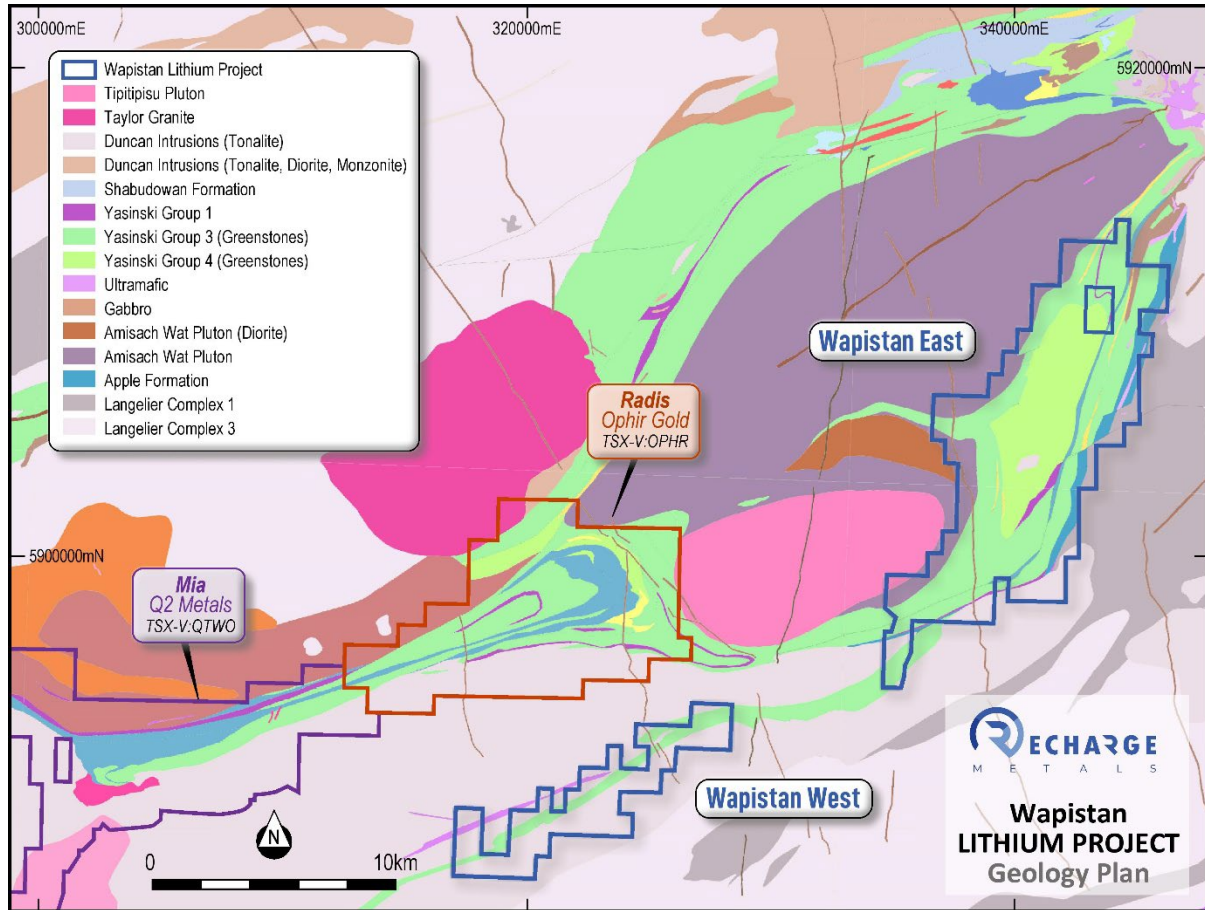 300000mE
320000mE
340000mE
5920000mN
Wapistan Lithium Project
Tipitipisu Pluton
Taylor Granite
Duncan Intrusions (Tonalite)
Duncan Intrusions (Tonalite, Diorite, Monzonite)
Shabudowan Formation
Yasinski Group 1
Yasinski Group 3 (Greenstones)
Yasinski Group 4 (Greenstones)
Ultramafic
Gabbro
Amisach Wat Pluton (Diorite)
Amisach Wat Pluton
Apple Formation
Langelier Complex 1
Langelier Complex 3
Wapistan East
Radis
Ophir Gold
TSX-V:OPHR
5900000mN
Mia
Q2 Metals
TSX-V:QTWO
Wapistan West
N
0
10km
RECHARGE
METALS
Wapistan
LITHIUM PROJECT
Geology Plan